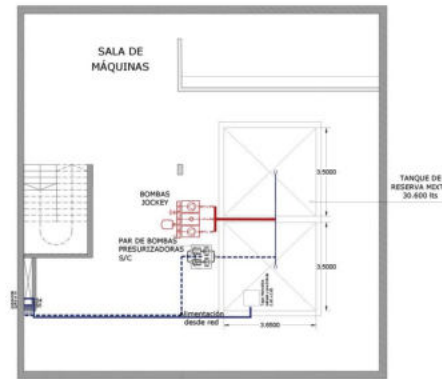 SALA DE
MÁQUINAS
TANQUE DE
RESERVA MIXT
30.600 lts
3.5000
BOMBAS
JOCKEY
PAR DE BOMBAS
PRESURIZADORAS
S/C
3.5000
Alimentación
desde red
3.6600